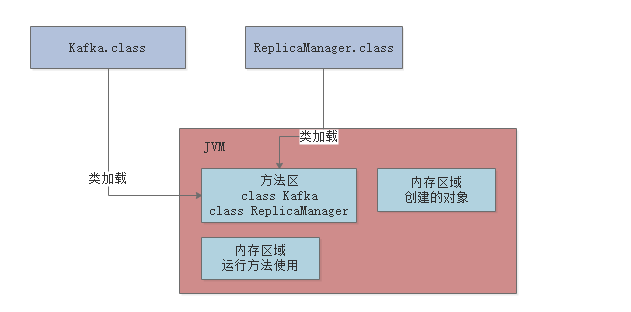 Kafka.class
ReplicaManager.class
类加载
JVM
类加载
方法区
class Kafka
class ReplicaManager
内存区域
创建的对象
内存区域
运行方法使用